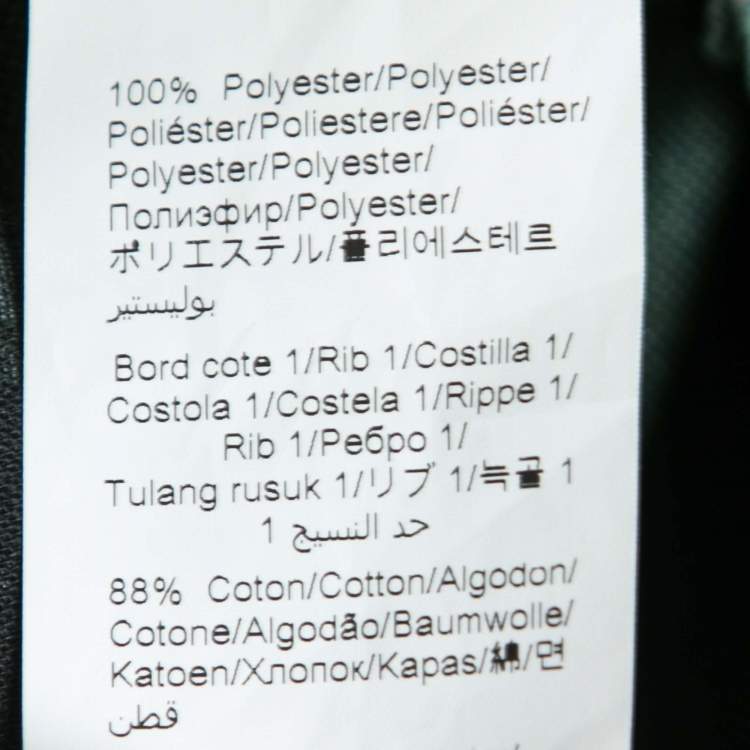 100% Polyester/Polyester/
Poliéster/Poliestere/Poliéster/
Polyester/Polyester/
Полиэфир/Polyester/
ポリエステル/폴리에스테르
بوليستير
Bord cote 1/Rib 1/Costilla 1/
Costola 1/Costela 1/Rippe 1/
Rib 1/Ребро 1/
Tulang rusuk 1/リブ 1/늑골 1
حد النسيج 1
88% Coton/Cotton/Algodon/
Cotone/Algodão/Baumwolle/
Katoen/Хлопок/Kapas/綿/면
قطن